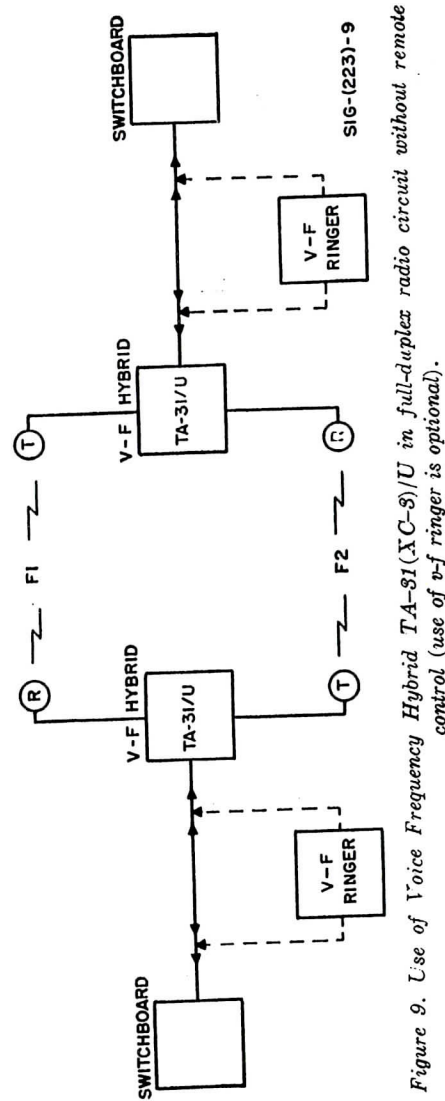 SWITCHBOARD
V-F
RINGER
V-F HYBRID
TA-31/U
R
F1
T
T
F2
R
V-F HYBRID
TA-31/U
V-F
RINGER
SWITCHBOARD
SIG-(223)-9
Figure 9. Use of Voice Frequency Hybrid TA-31(XC-3)/U in full-duplex radio circuit without remote
control (use of v-f ringer is optional).